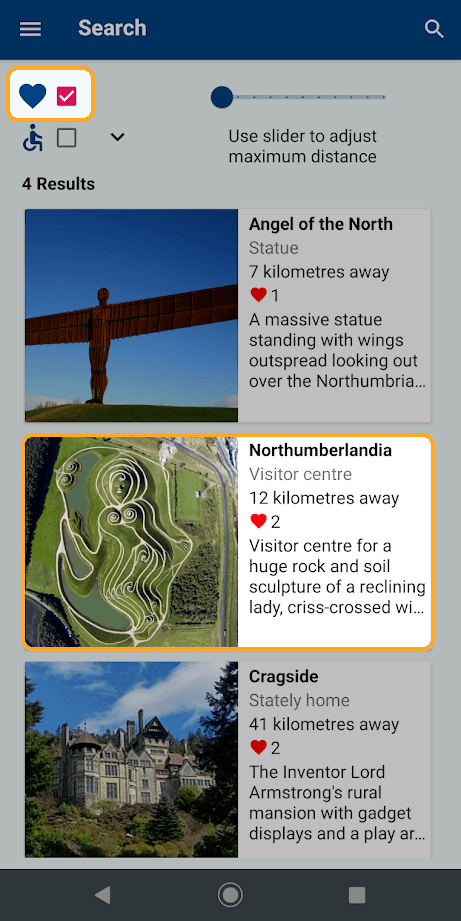 Search
Use slider to adjust
maximum distance
4 Results
Angel of the North
Statue
7 kilometres away
1
A massive statue
standing with wings
outspread looking out
over the Northumbria...
Northumberlandia
Visitor centre
12 kilometres away
2
Visitor centre for a
huge rock and soil
sculpture of a reclining
lady, criss-crossed wi...
Cragside
Stately home
41 kilometres away
2
The Inventor Lord
Armstrong's rural
mansion with gadget
displays and a play ar...